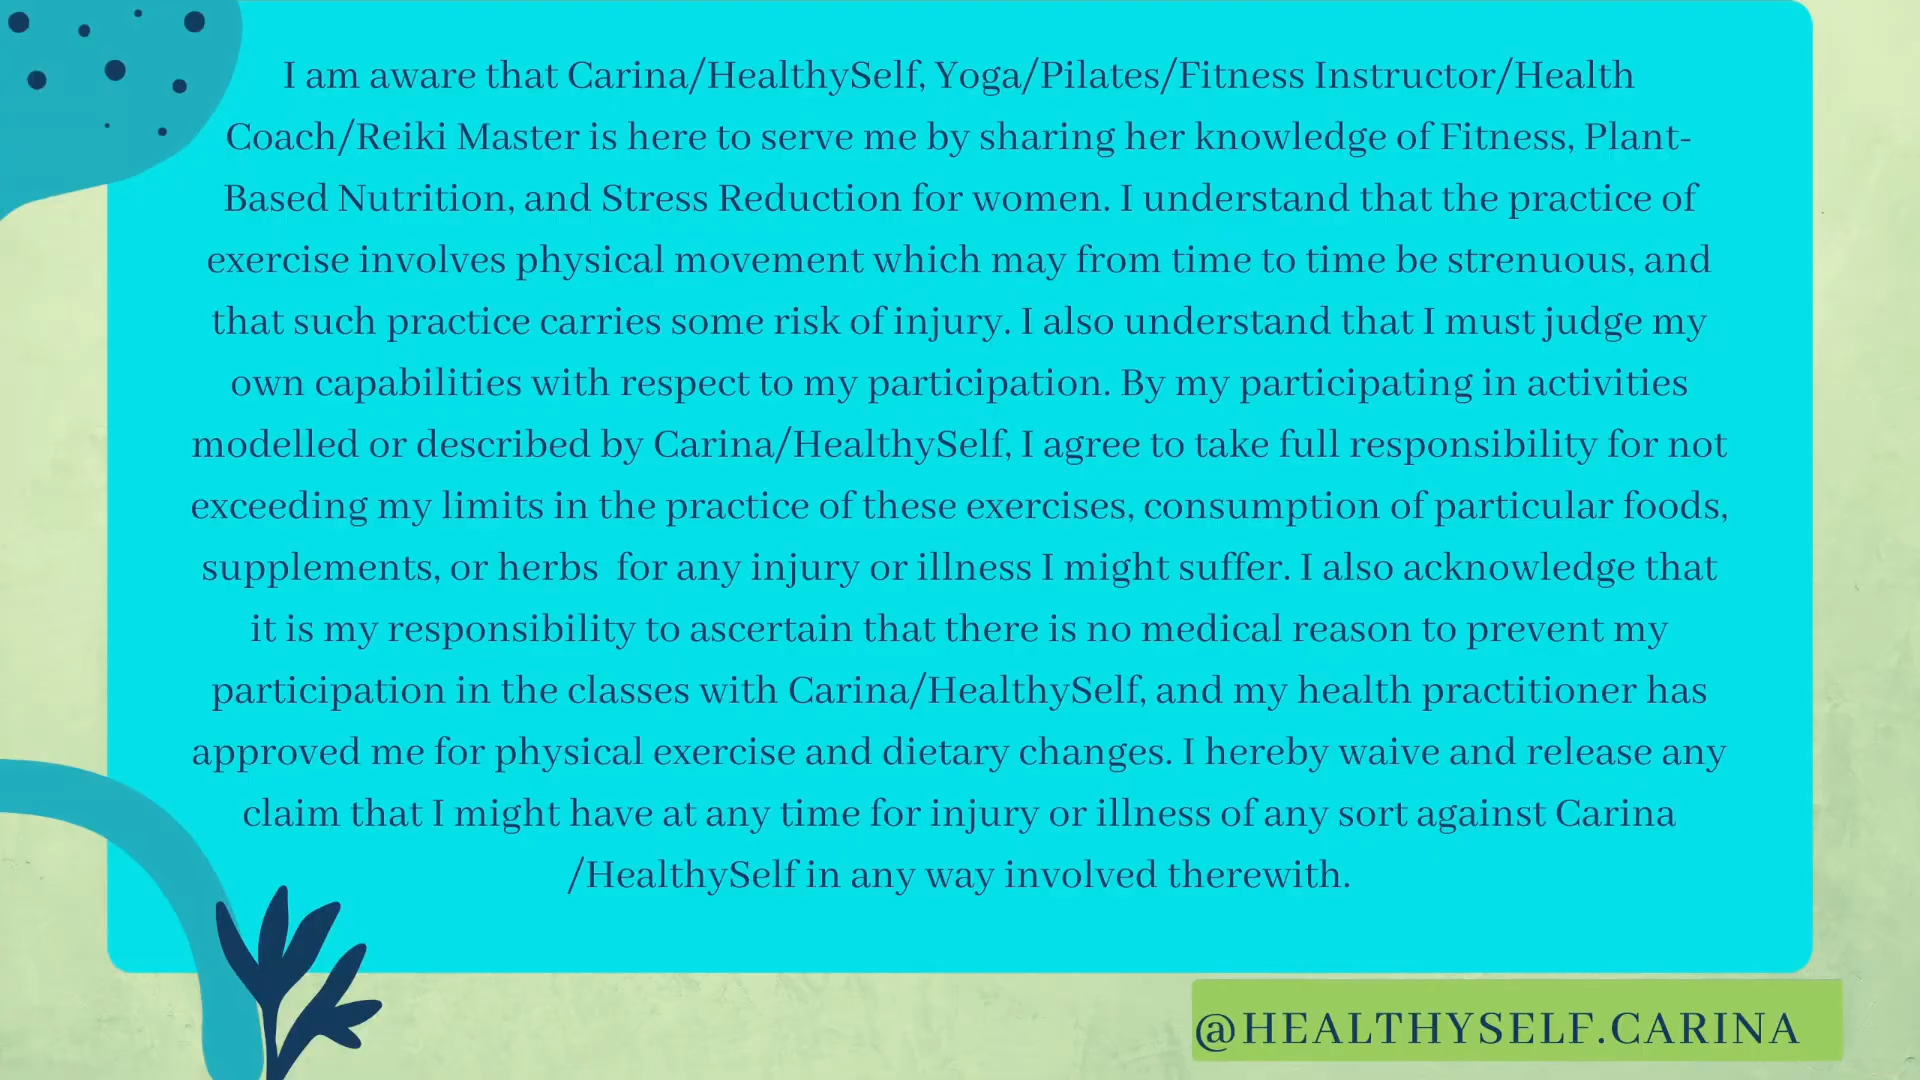 I am aware that Carina/HealthySelf, Yoga/Pilates/Fitness Instructor/Health
Coach/Reiki Master is here to serve me by sharing her knowledge of Fitness, Plant-
Based Nutrition, and Stress Reduction for women. I understand that the practice of
exercise involves physical movement which may from time to time be strenuous, and
that such practice carries some risk of injury. I also understand that I must judge my
own capabilities with respect to my participation. By my participating in activities
modelled or described by Carina/HealthySelf, I agree to take full responsibility for not
exceeding my limits in the practice of these exercises, consumption of particular foods,
supplements, or herbs  for any injury or illness I might suffer. I also acknowledge that
it is my responsibility to ascertain that there is no medical reason to prevent my
participation in the classes with Carina/HealthySelf, and my health practitioner has
approved me for physical exercise and dietary changes. I hereby waive and release any
claim that I might have at any time for injury or illness of any sort against Carina
/HealthySelf in any way involved therewith.
@HEALTHYSELF.CARINA